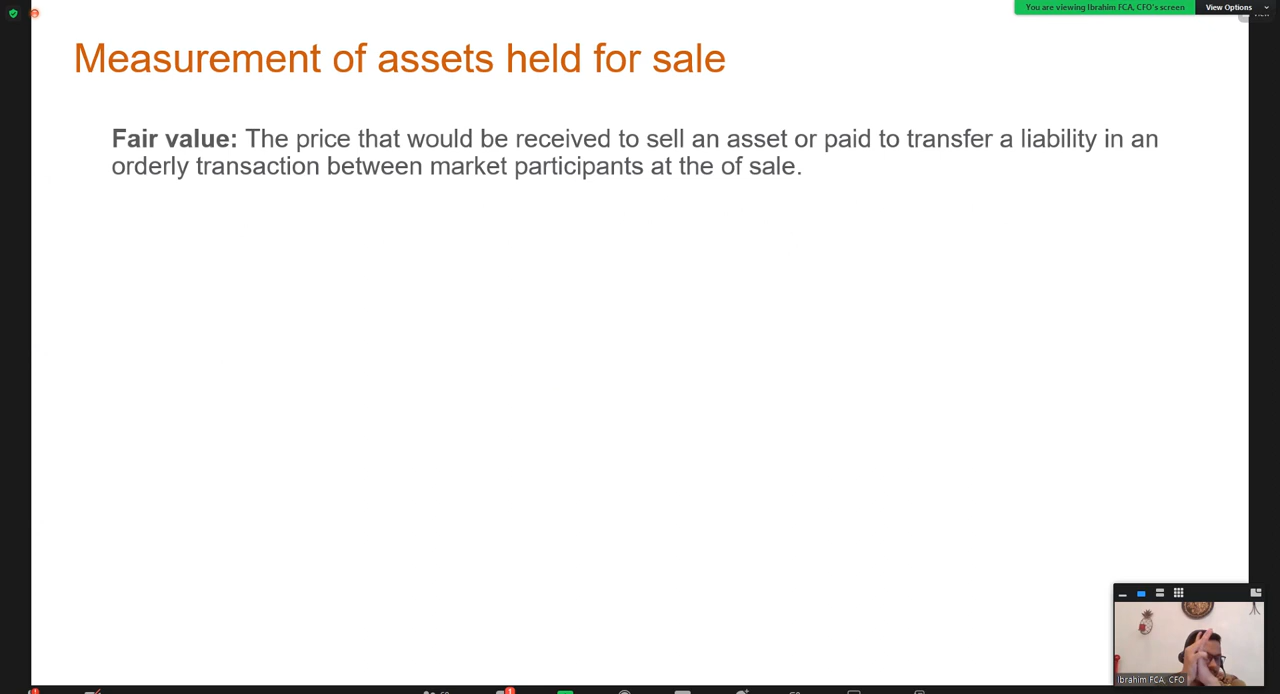 You are viewing Ibrahim FCA, CFO's screen
View Options
Measurement of assets held for sale
Fair value: The price that would be received to sell an asset or paid to transfer a liability in an
orderly transaction between market participants at the of sale.
Ibrahim FCA, CFO
1